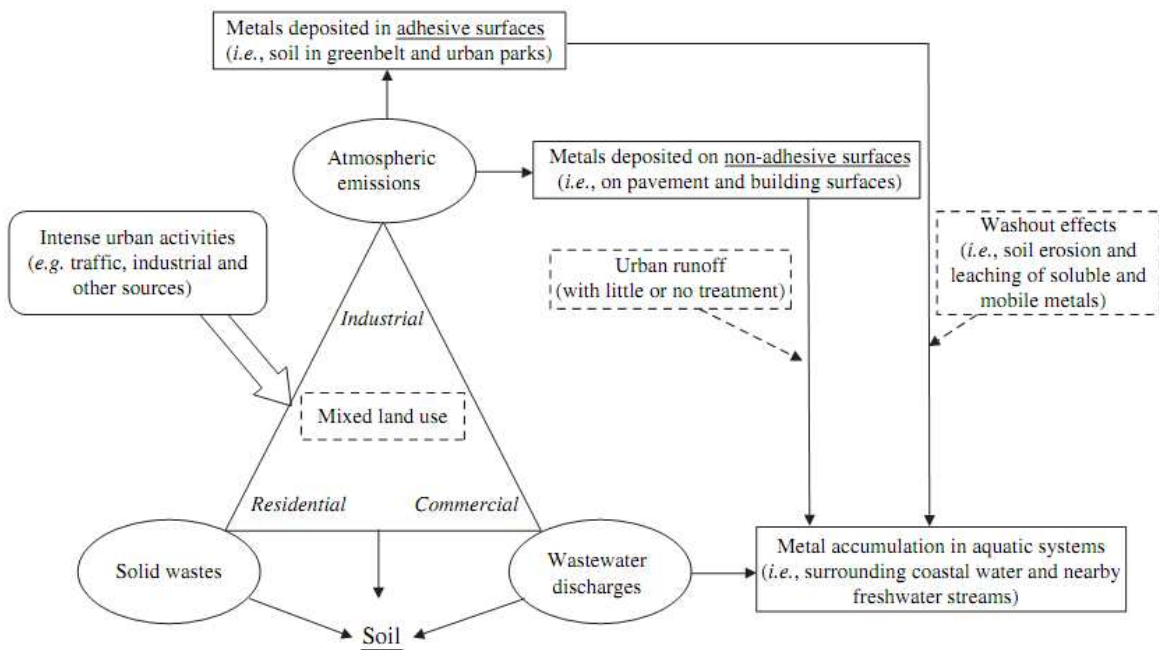 Metals deposited in adhesive surfaces
(i.e., soil in greenbelt and urban parks)
Atmospheric
emissions
Metals deposited on non-adhesive surfaces
(i.e., on pavement and building surfaces)
Intense urban activities
(e.g. traffic, industrial and
other sources)
Urban runoff
(with little or no treatment)
Washout effects
(i.e., soil erosion and
leaching of soluble and
mobile metals)
Industrial
Mixed land use
Residential
Commercial
Solid wastes
Wastewater
discharges
Metal accumulation in aquatic systems
(i.e., surrounding coastal water and nearby
freshwater streams)
Soil